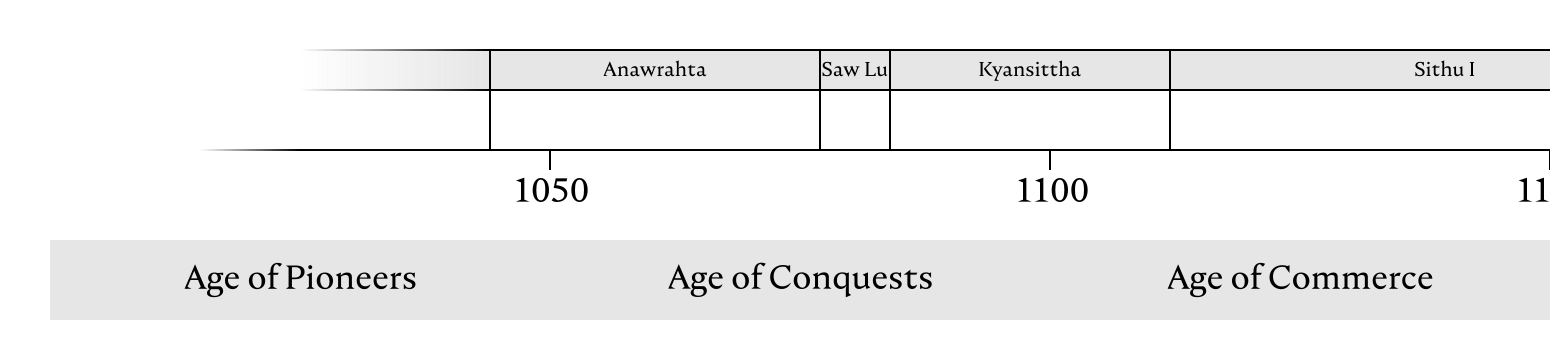 Anawrahta Saw Lu Kyansittha Sithu I
1050 1100 11
Age of Pioneers Age of Conquests Age of Commerce